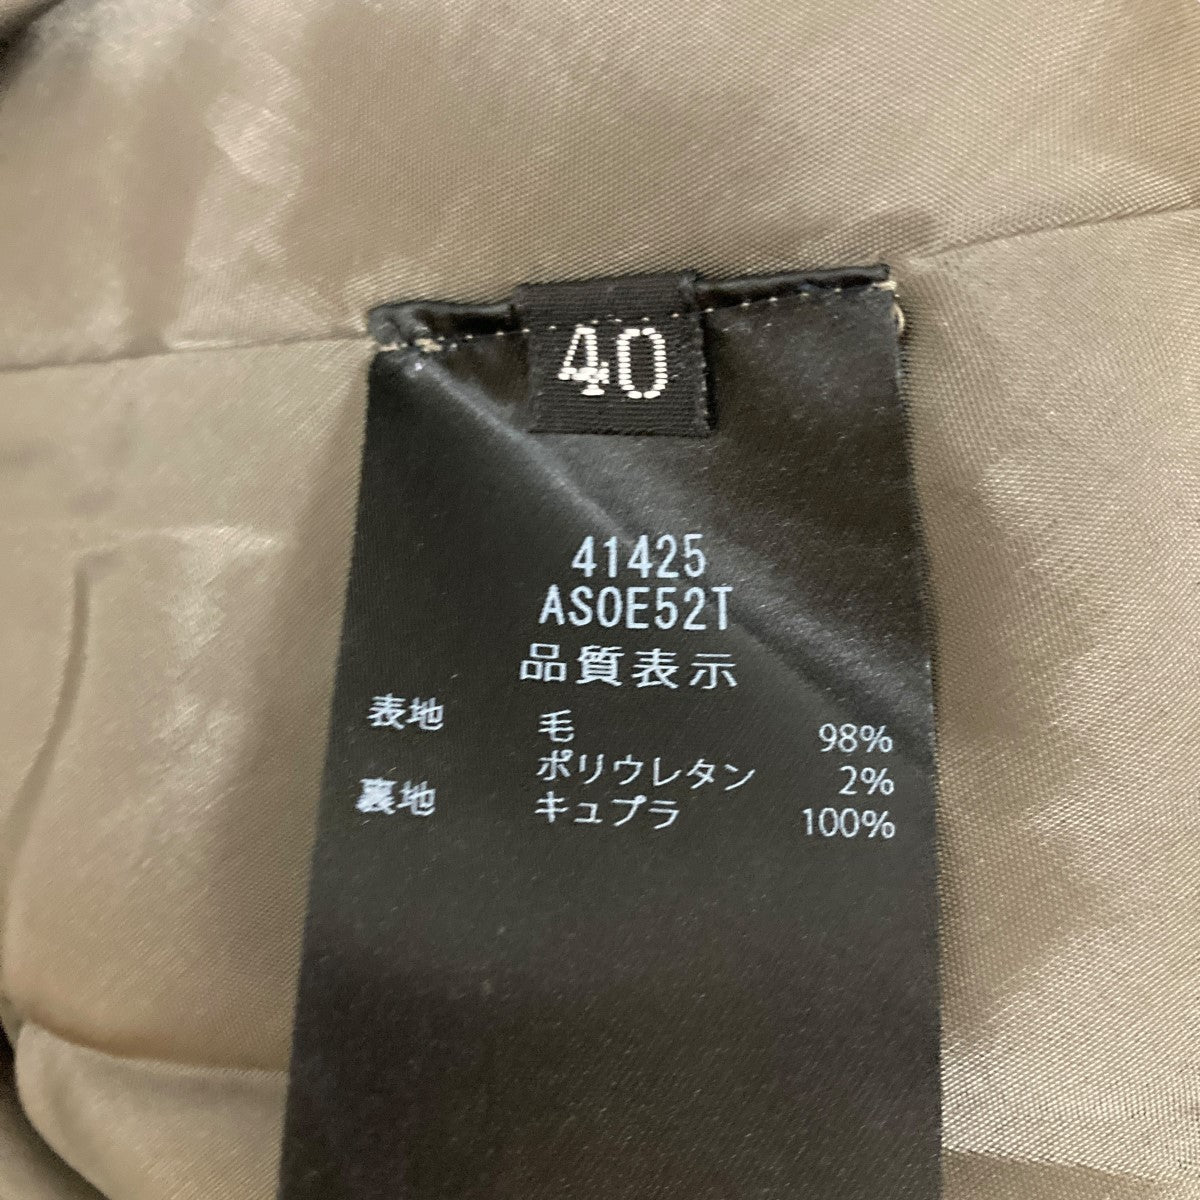 40
41425
ASOE52T
品質表示
表地 毛 98%
ポリウレタン 2%
裏地 キュプラ 100%